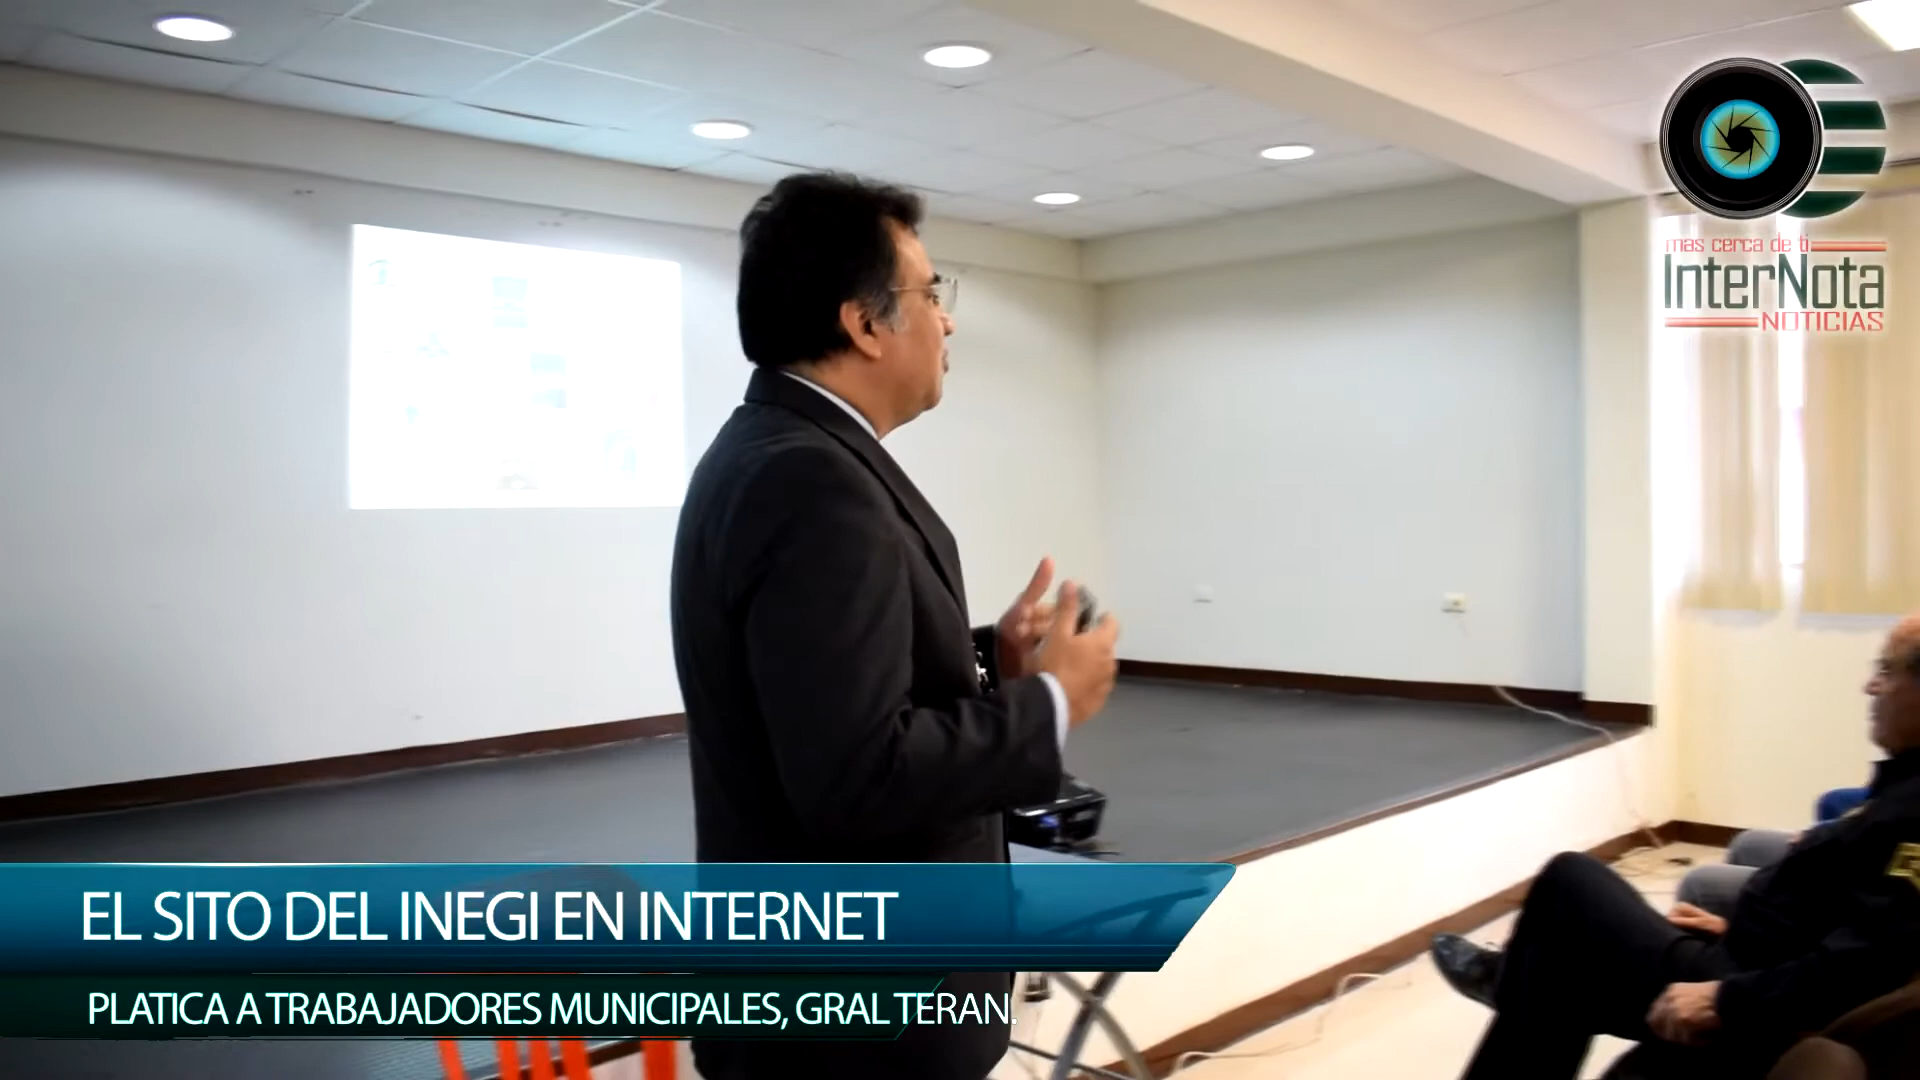 mas cerca de ti
InterNota
NOTICIAS
EL SITO DEL INEGI EN INTERNET
PLATICA A TRABAJADORES MUNICIPALES, GRAL TERAN.